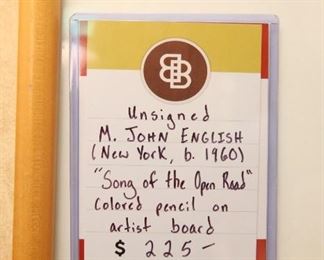 Unsigned
M. JOHN ENGLISH
(New York, b. 1960)
"Song of the Open Road"
Colored pencil on
artist board
$ 225-